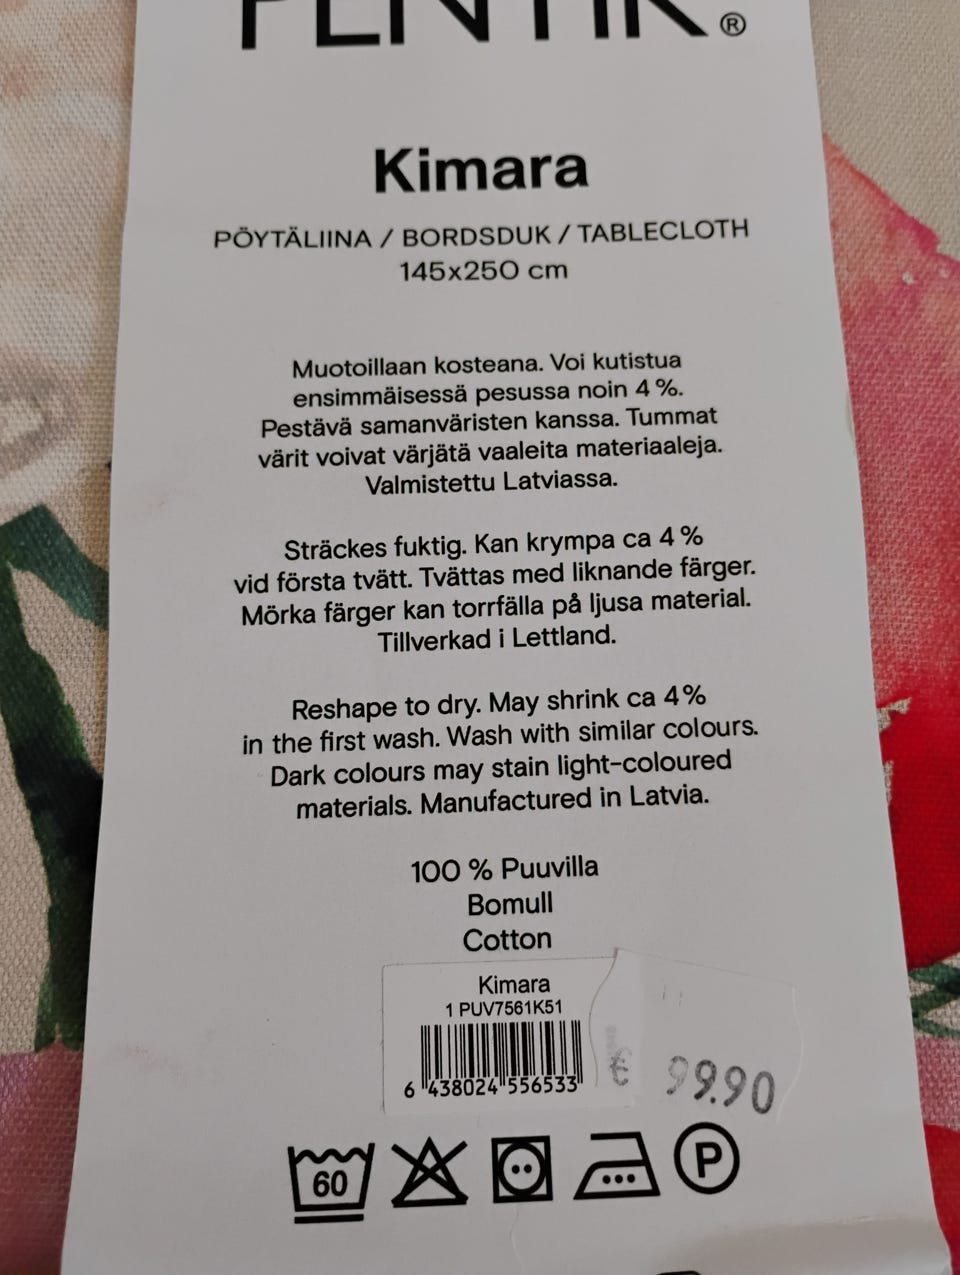 PENTIK®
Kimara
PÖYTÄLIINA / BORDSDUK / TABLECLOTH
145x250 cm
Muotoillaan kosteana. Voi kutistua
ensimmäisessä pesussa noin 4 %.
Pestävä samanväristen kanssa. Tummat
värit voivat värjätä vaaleita materiaaleja.
Valmistettu Latviassa.
Sträckes fuktig. Kan krympa ca 4 %
vid första tvätt. Tvättas med liknande färger.
Mörka färger kan torrfälla på ljusa material.
Tillverkad i Lettland.
Reshape to dry. May shrink ca 4 %
in the first wash. Wash with similar colours.
Dark colours may stain light-coloured
materials. Manufactured in Latvia.
100 % Puuvilla
Bomull
Cotton
Kimara
1 PUV7561K51
6 438024 556533
€ 99.90
60
P